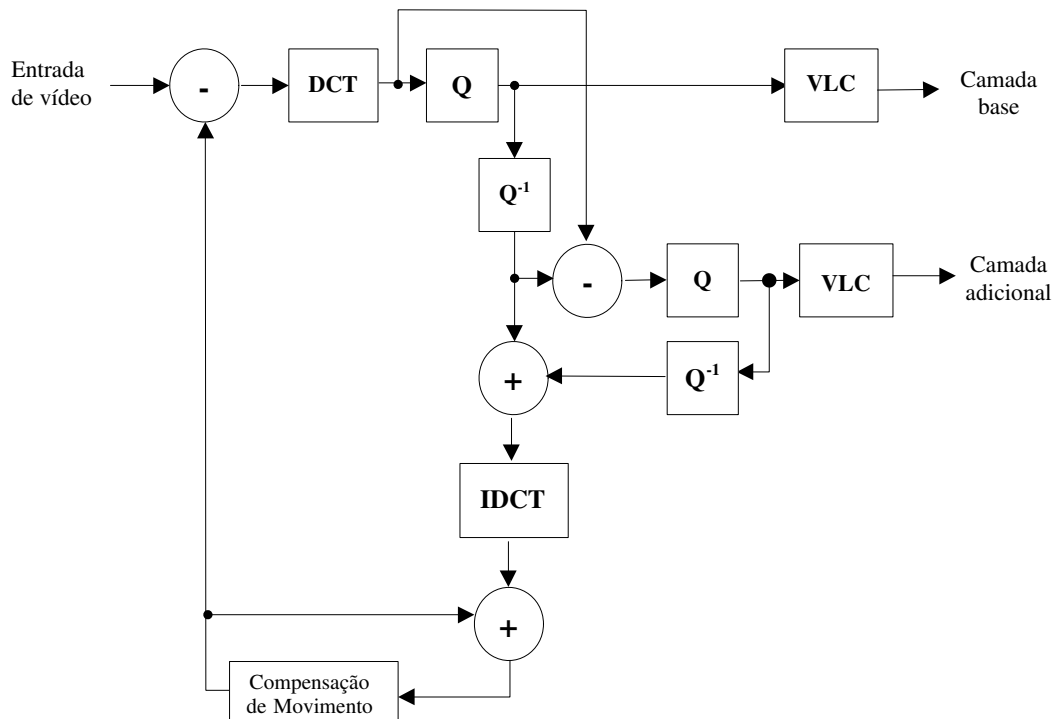 Entrada
de vídeo
-
DCT
Q
VLC
Camada
base
Q-1
-
Q
VLC
Camada
adicional
+
Q-1
IDCT
+
Compensação
de Movimento